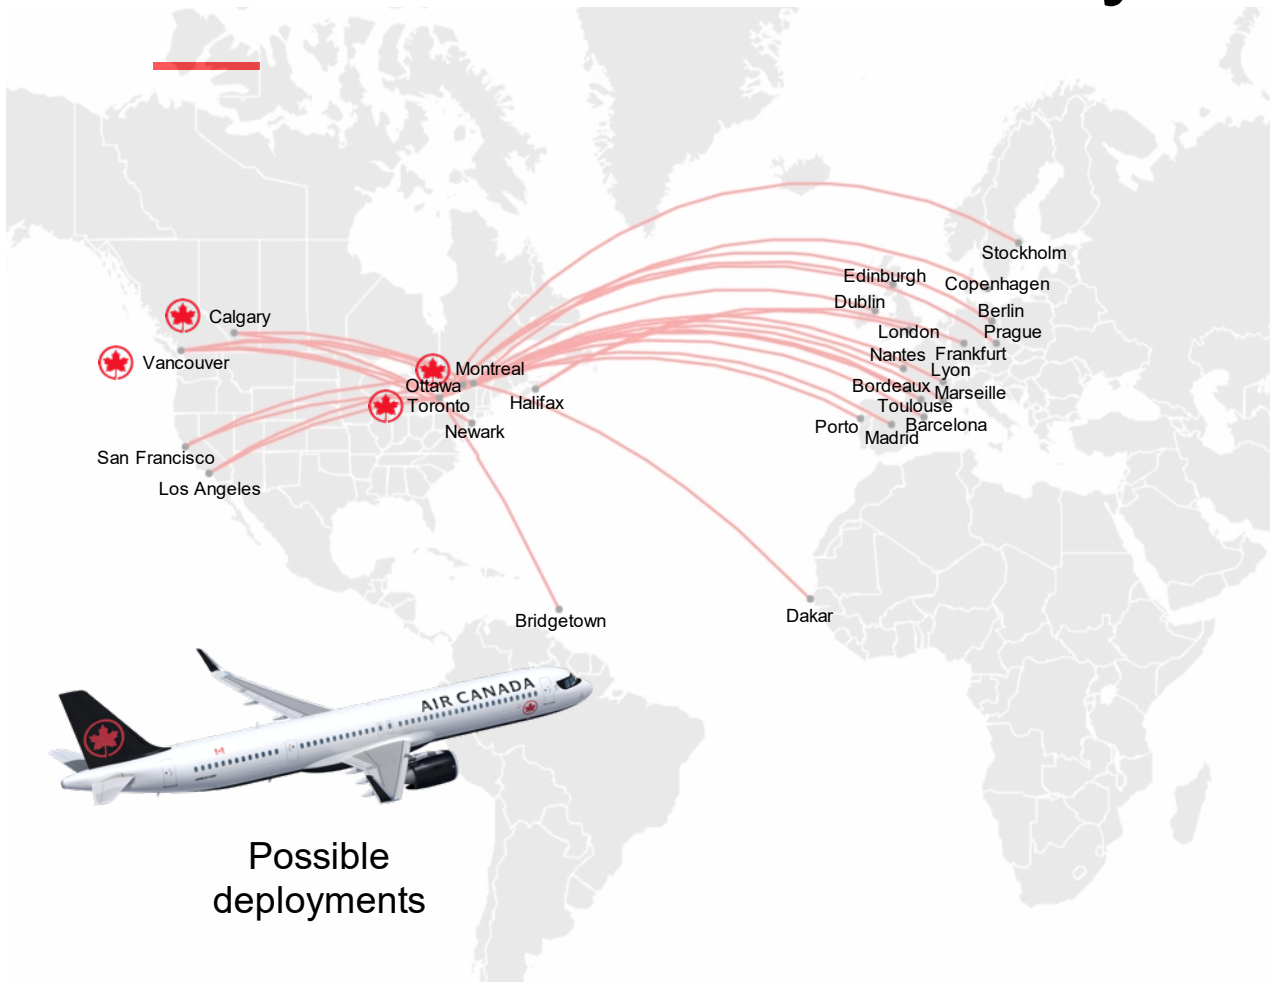 Stockholm
Edinburgh
Copenhagen
Dublin
Berlin
Calgary
London
Prague
Vancouver
Nantes
Frankfurt
Montreal
Lyon
Ottawa
Bordeaux
Marseille
Toronto
Halifax
Toulouse
Newark
Porto
Barcelona
Madrid
San Francisco
Los Angeles
Bridgetown
Dakar
AIR CANADA
Possible
deployments